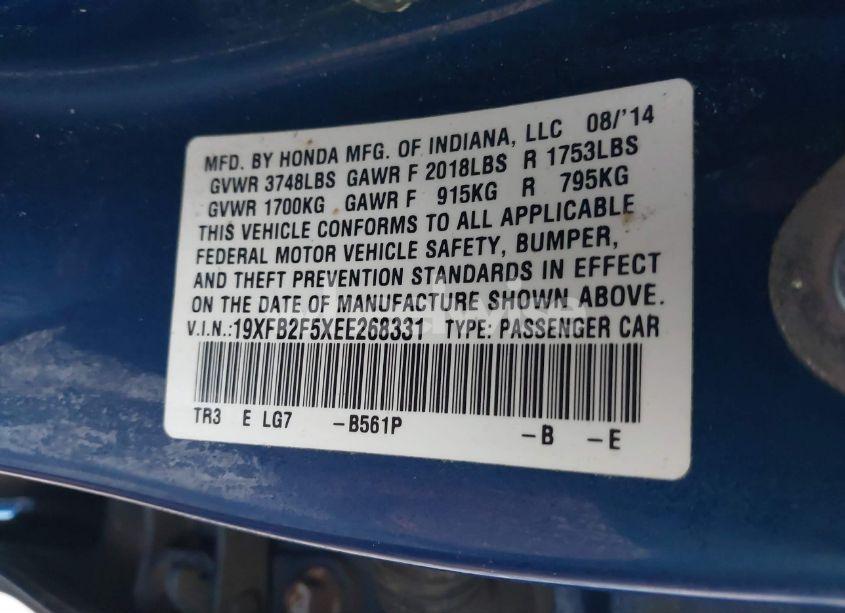 MFD. BY HONDA MFG. OF INDIANA, LLC 08/'14
GVWR 3748LBS GAWR F 2018LBS R 1753LBS
GVWR 1700KG GAWR F 915KG R 795KG
THIS VEHICLE CONFORMS TO ALL APPLICABLE
FEDERAL MOTOR VEHICLE SAFETY, BUMPER,
AND THEFT PREVENTION STANDARDS IN EFFECT
ON THE DATE OF MANUFACTURE SHOWN ABOVE.
V.I.N.:19XFB2F5XEE268331 TYPE: PASSENGER CAR
TR3 E LG7 -B561P -B -E